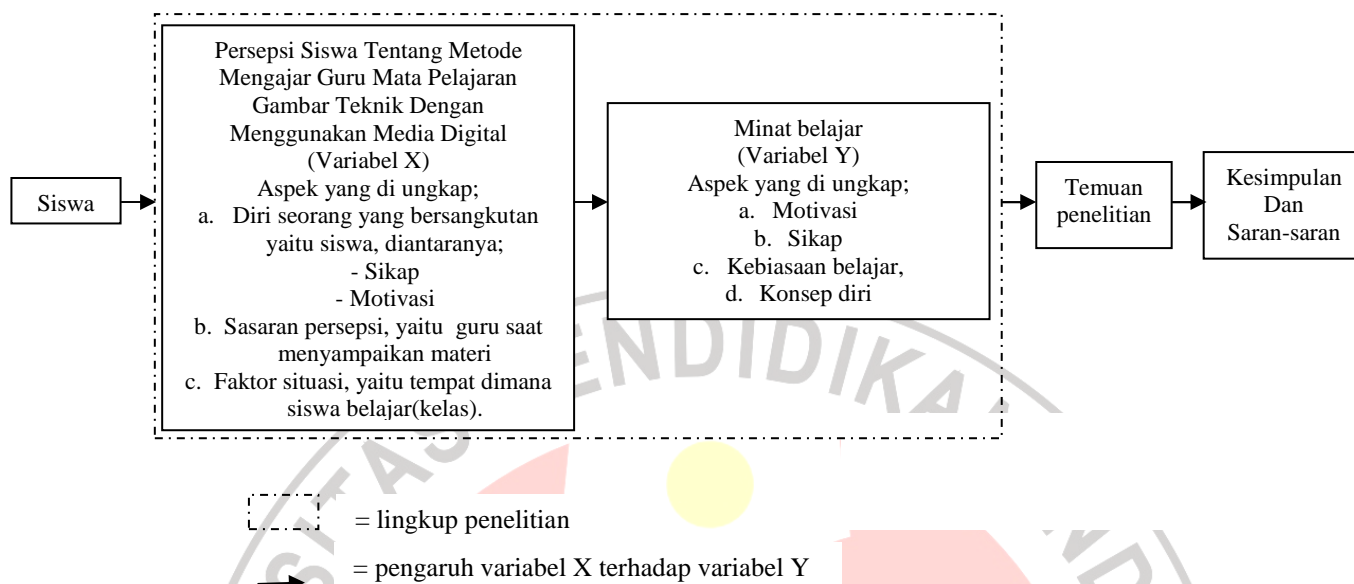 Siswa
Persepsi Siswa Tentang Metode
Mengajar Guru Mata Pelajaran
Gambar Teknik Dengan
Menggunakan Media Digital
(Variabel X)
Aspek yang di ungkap;
a. Diri seorang yang bersangkutan
yaitu siswa, diantaranya;
- Sikap
- Motivasi
b. Sasaran persepsi, yaitu guru saat
menyampaikan materi
c. Faktor situasi, yaitu tempat dimana
siswa belajar(kelas).
Minat belajar
(Variabel Y)
Aspek yang di ungkap;
a. Motivasi
b. Sikap
c. Kebiasaan belajar,
d. Konsep diri
Temuan
penelitian
Kesimpulan
Dan
Saran-saran
= lingkup penelitian
= pengaruh variabel X terhadap variabel Y